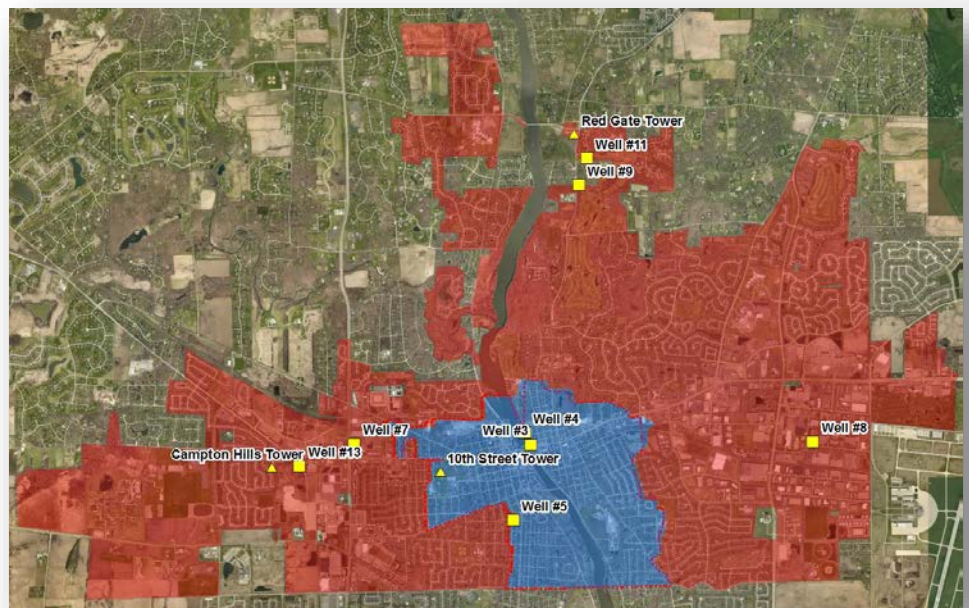 Red Gate Tower
Well #11
Well #9
Well #4
Well #3
Well #7
Well #8
Campton Hills Tower
Well #13
10th Street Tower
Well #5